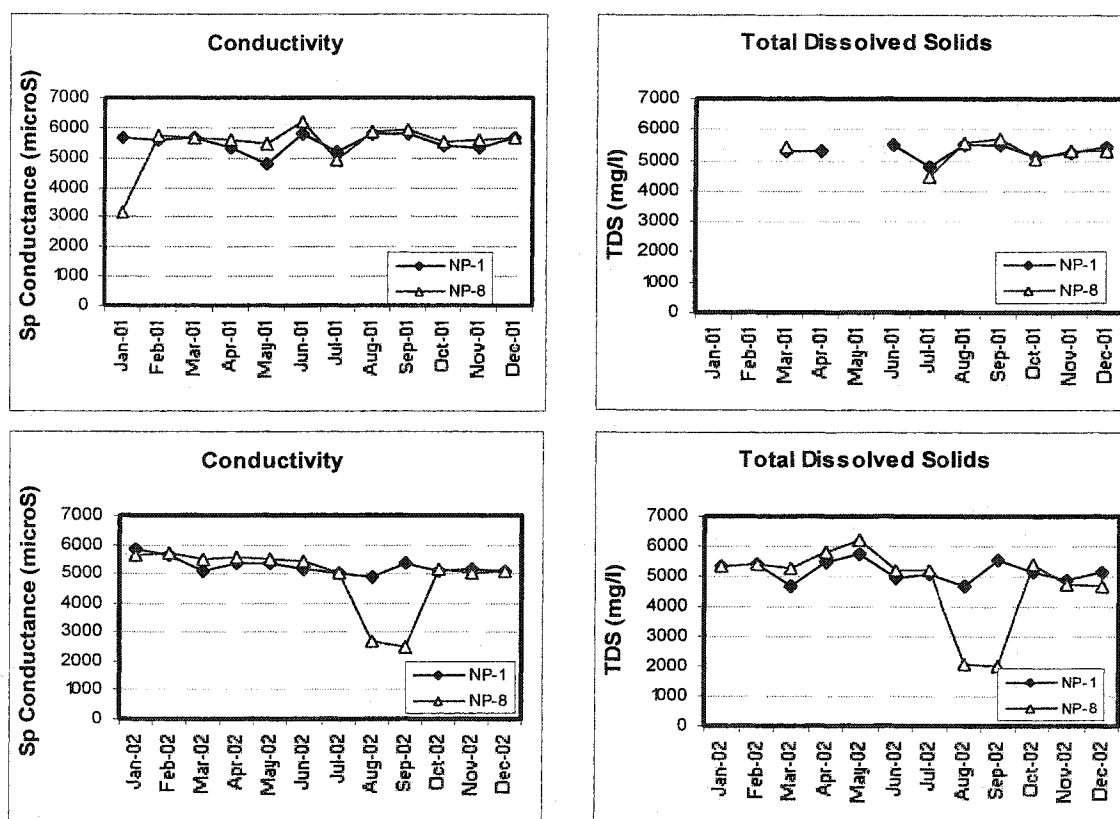 Conductivity
Sp Conductance (microS)
7000
6000
5000
4000
3000
2000
1000
0
NP-1
NP-8
Jan-01
Feb-01
Mar-01
Apr-01
May-01
Jun-01
Jul-01
Aug-01
Sep-01
Oct-01
Nov-01
Dec-01
Total Dissolved Solids
TDS (mg/l)
7000
6000
5000
4000
3000
2000
1000
0
NP-1
NP-8
Jan-01
Feb-01
Mar-01
Apr-01
May-01
Jun-01
Jul-01
Aug-01
Sep-01
Oct-01
Nov-01
Dec-01
Conductivity
Sp Conductance (microS)
7000
6000
5000
4000
3000
2000
1000
0
NP-1
NP-8
Jan-02
Feb-02
Mar-02
Apr-02
May-02
Jun-02
Jul-02
Aug-02
Sep-02
Oct-02
Nov-02
Dec-02
Total Dissolved Solids
TDS (mg/l)
7000
6000
5000
4000
3000
2000
1000
0
NP-1
NP-8
Jan-02
Feb-02
Mar-02
Apr-02
May-02
Jun-02
Jul-02
Aug-02
Sep-02
Oct-02
Nov-02
Dec-02